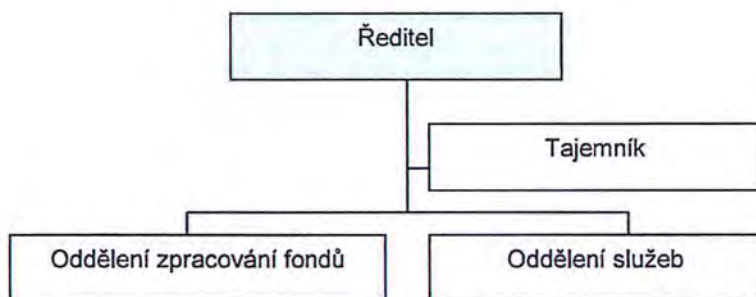 Ředitel
Tajemník
Oddělení zpracování fondů
Oddělení služeb